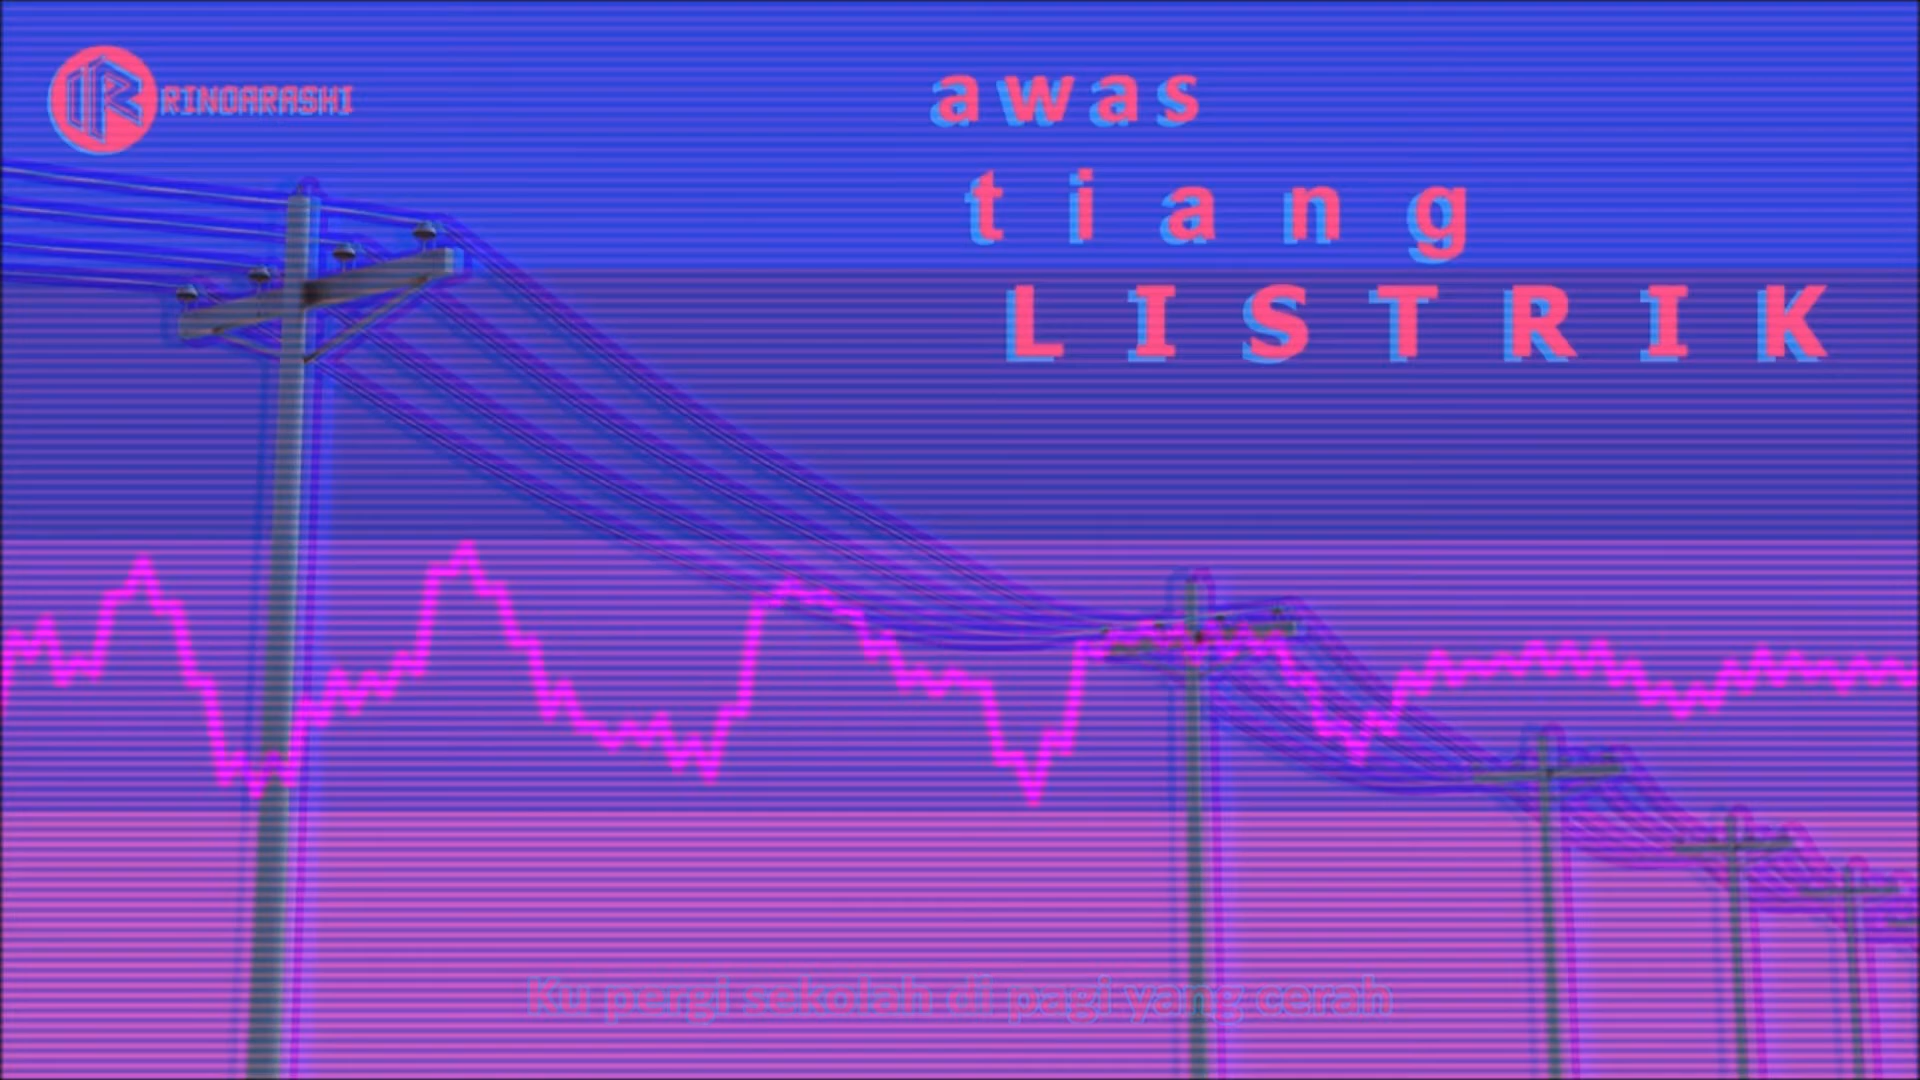 RINOARASHI
awas
tiang
LISTRIK
Ku pergi sekolah di pagi yang cerah